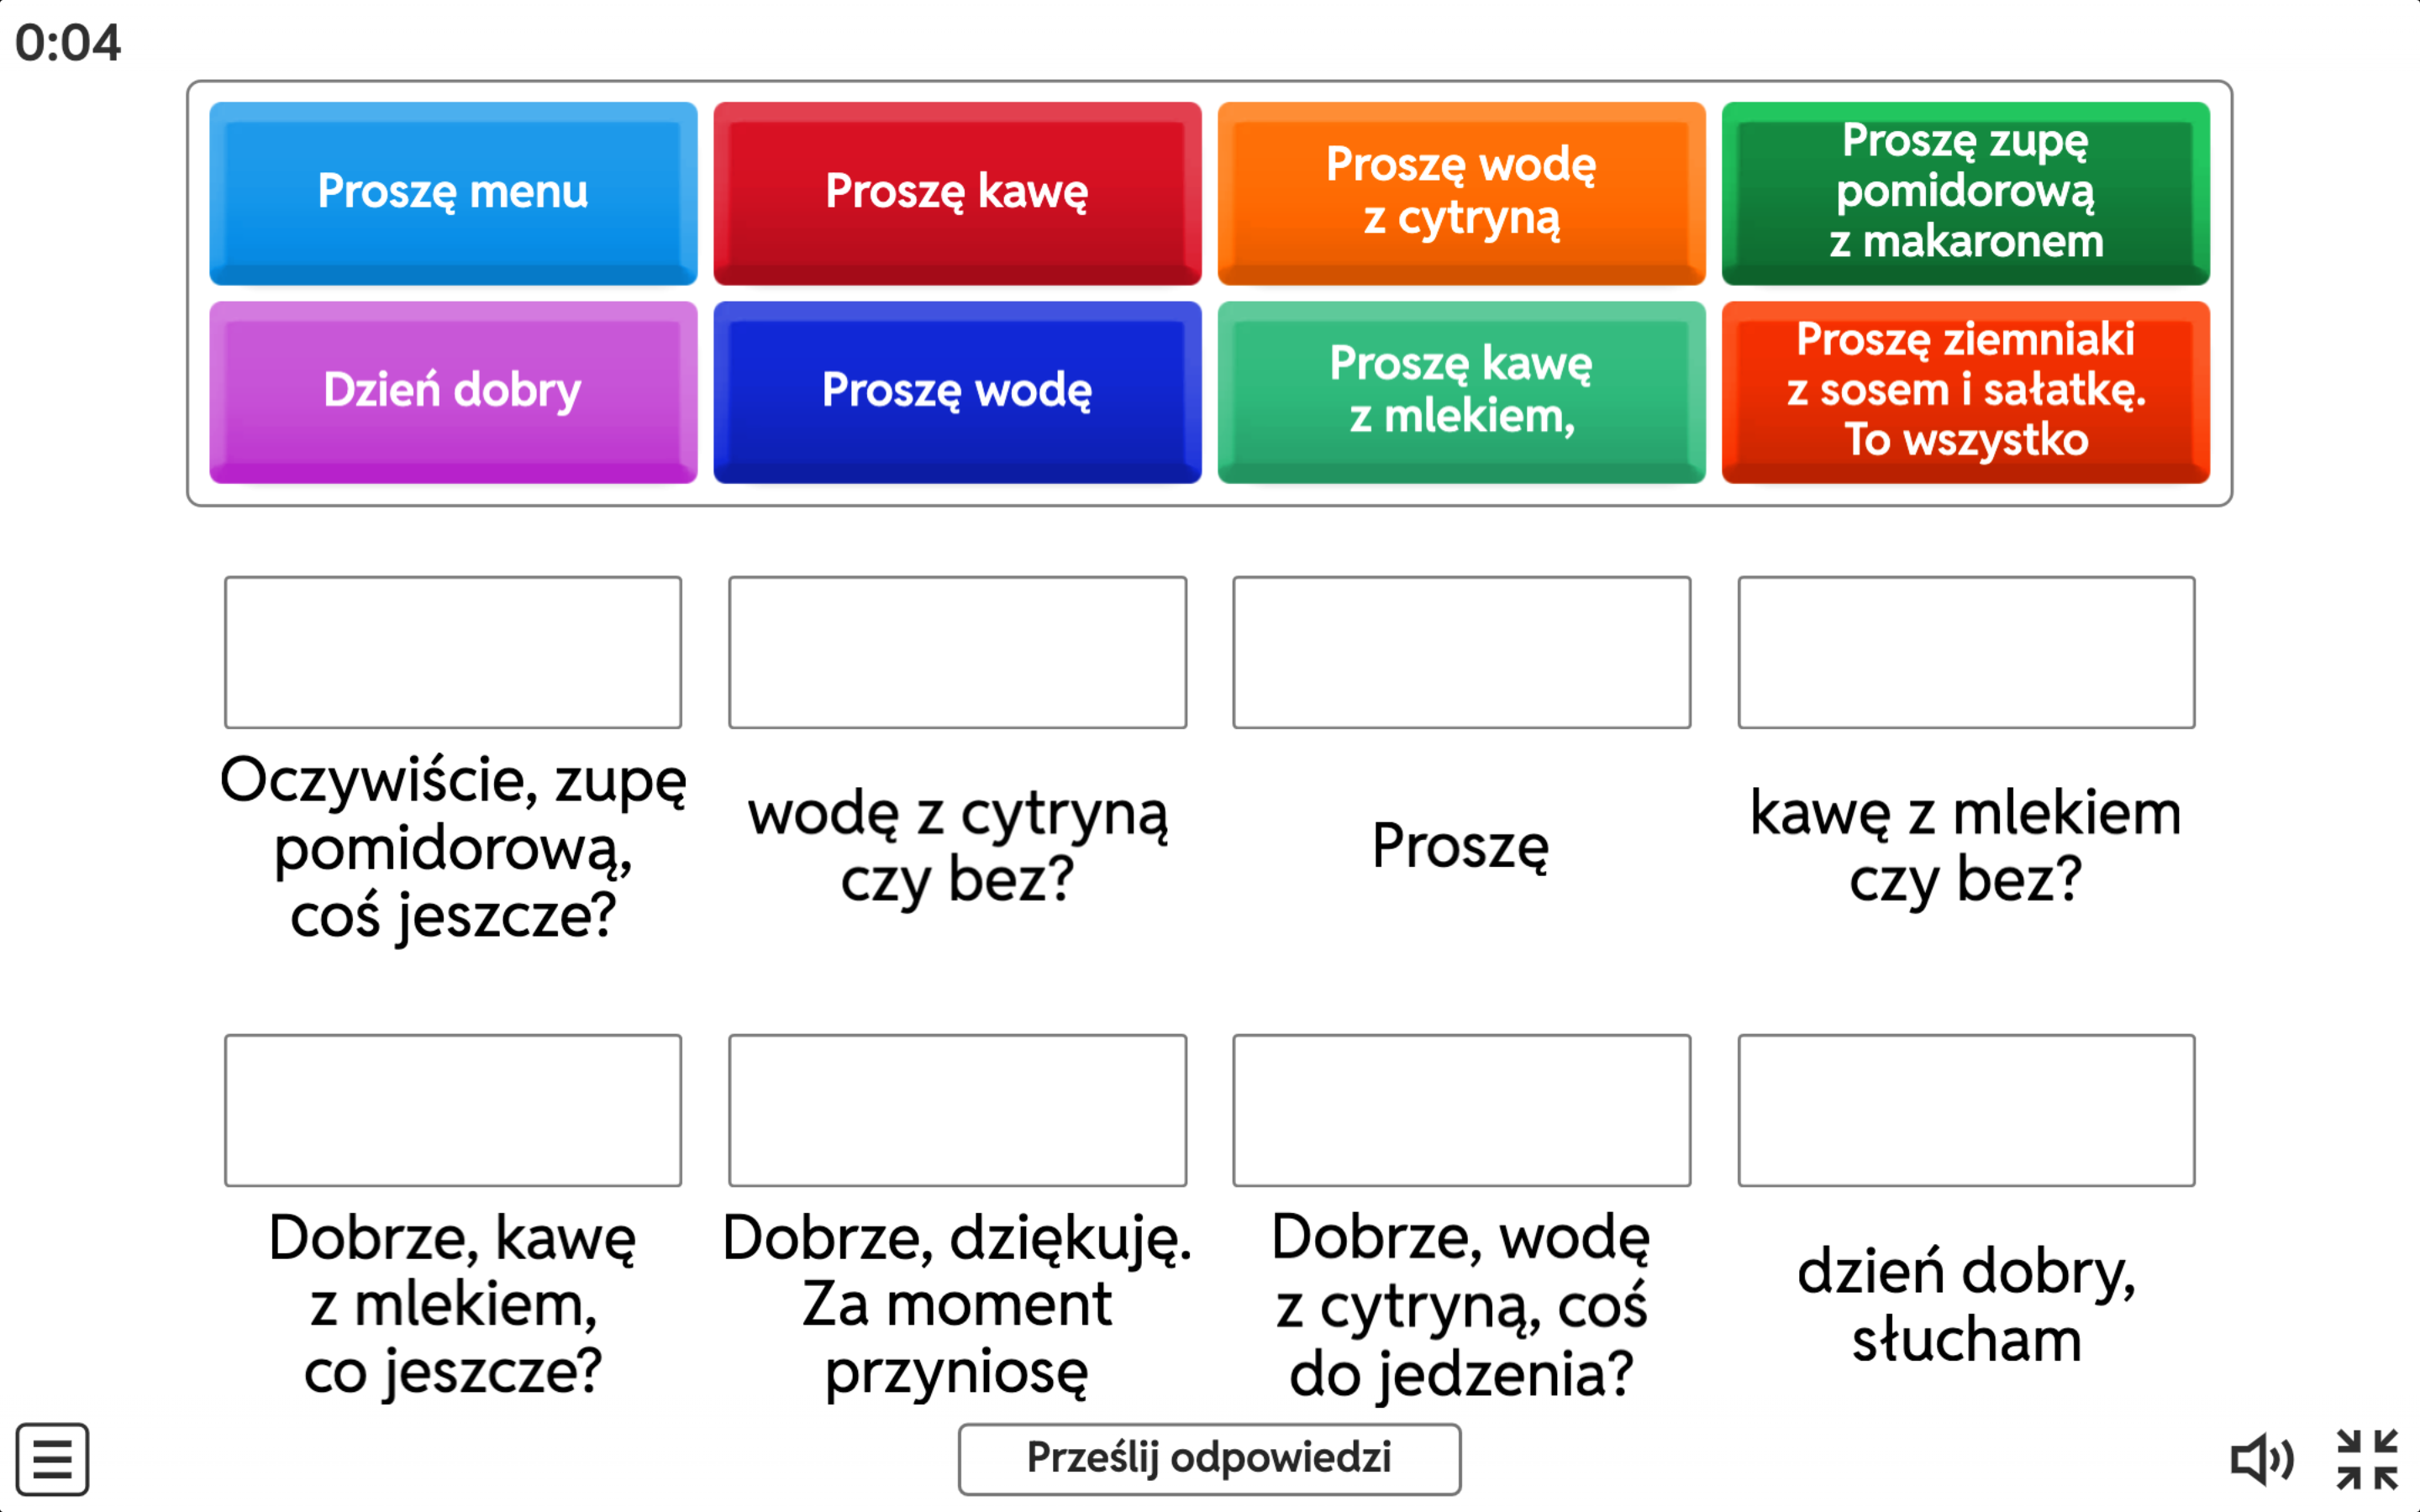 0:04
Proszę menu
Proszę kawę
Proszę wodę
z cytryną
Proszę zupę
pomidorową
z makaronem
Dzień dobry
Proszę wodę
Proszę kawę
z mlekiem,
Proszę ziemniaki
z sosem i sałatkę.
To wszystko
Oczywiście, zupę
pomidorową,
coś jeszcze?
wodę z cytryną
czy bez?
Proszę
kawę z mlekiem
czy bez?
Dobrze, kawę
z mlekiem,
co jeszcze?
Dobrze, dziękuję.
Za moment
przyniosę
Dobrze, wodę
z cytryną, coś
do jedzenia?
dzień dobry,
słucham
Prześlij odpowiedzi